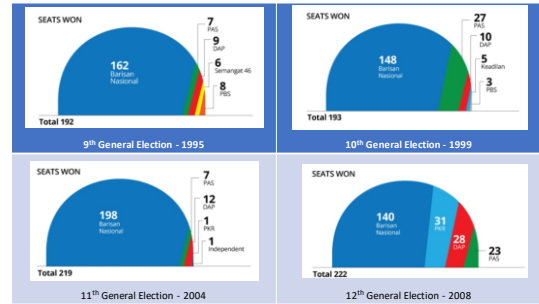 SEATS WON
7
PAS
9
DAP
6
Semangat 46
8
PBS
162
Barisan
Nasional
Total 192
9th General Election - 1995
SEATS WON
27
PAS
10
DAP
5
Keadilan
3
PBS
148
Barisan
Nasional
Total 193
10th General Election - 1999
SEATS WON
7
PAS
12
DAP
1
PKR
1
Independent
198
Barisan
Nasional
Total 219
11th General Election - 2004
SEATS WON
140
Barisan
Nasional
31
PKR
28
DAP
23
PAS
Total 222
12th General Election - 2008